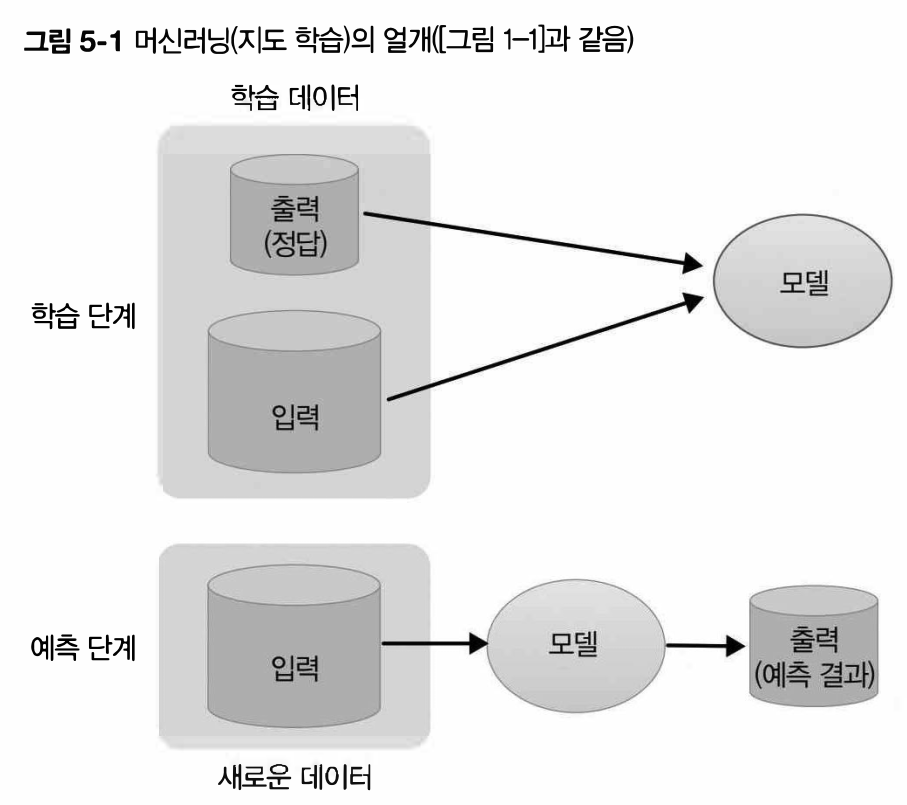 그림 5-1 머신러닝(지도 학습)의 얼개([그림 1-1]과 같음)
학습 데이터
출력
(정답)
모델
학습 단계
입력
예측 단계
입력
모델
출력
(예측 결과)
새로운 데이터